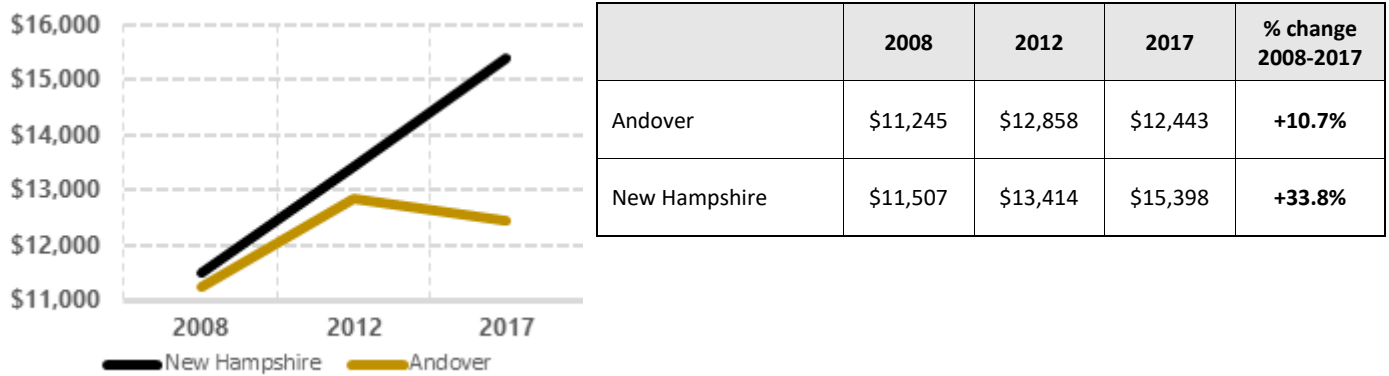 $16,000
$15,000
$14,000
$13,000
$12,000
$11,000
2008 2012 2017
New Hampshire Andover
2008 2012 2017 % change
2008-2017
Andover $11,245 $12,858 $12,443 +10.7%
New Hampshire $11,507 $13,414 $15,398 +33.8%